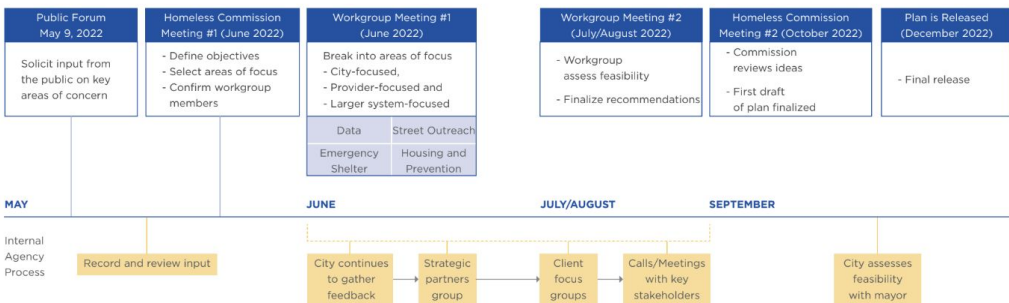 Public Forum
May 9, 2022
Solicit input from
the public on key
areas of concern
Homeless Commission
Meeting #1 (June 2022)
- Define objectives
- Select areas of focus
- Confirm workgroup
members
Workgroup Meeting #1
(June 2022)
Break into areas of focus
- City-focused,
- Provider-focused and
- Larger system-focused
Data
Street Outreach
Emergency
Shelter
Housing and
Prevention
Workgroup Meeting #2
(July/August 2022)
- Workgroup
assess feasibility
- Finalize recommendations
Homeless Commission
Meeting #2 (October 2022)
- Commission
reviews ideas
- First draft
of plan finalized
Plan is Released
(December 2022)
- Final release
MAY
JUNE
JULY/AUGUST
SEPTEMBER
Internal
Agency
Process
Record and review input
City continues
to gather
feedback
Strategic
partners
group
Client
focus
groups
Calls/Meetings
with key
stakeholders
City assesses
feasibility
with mayor